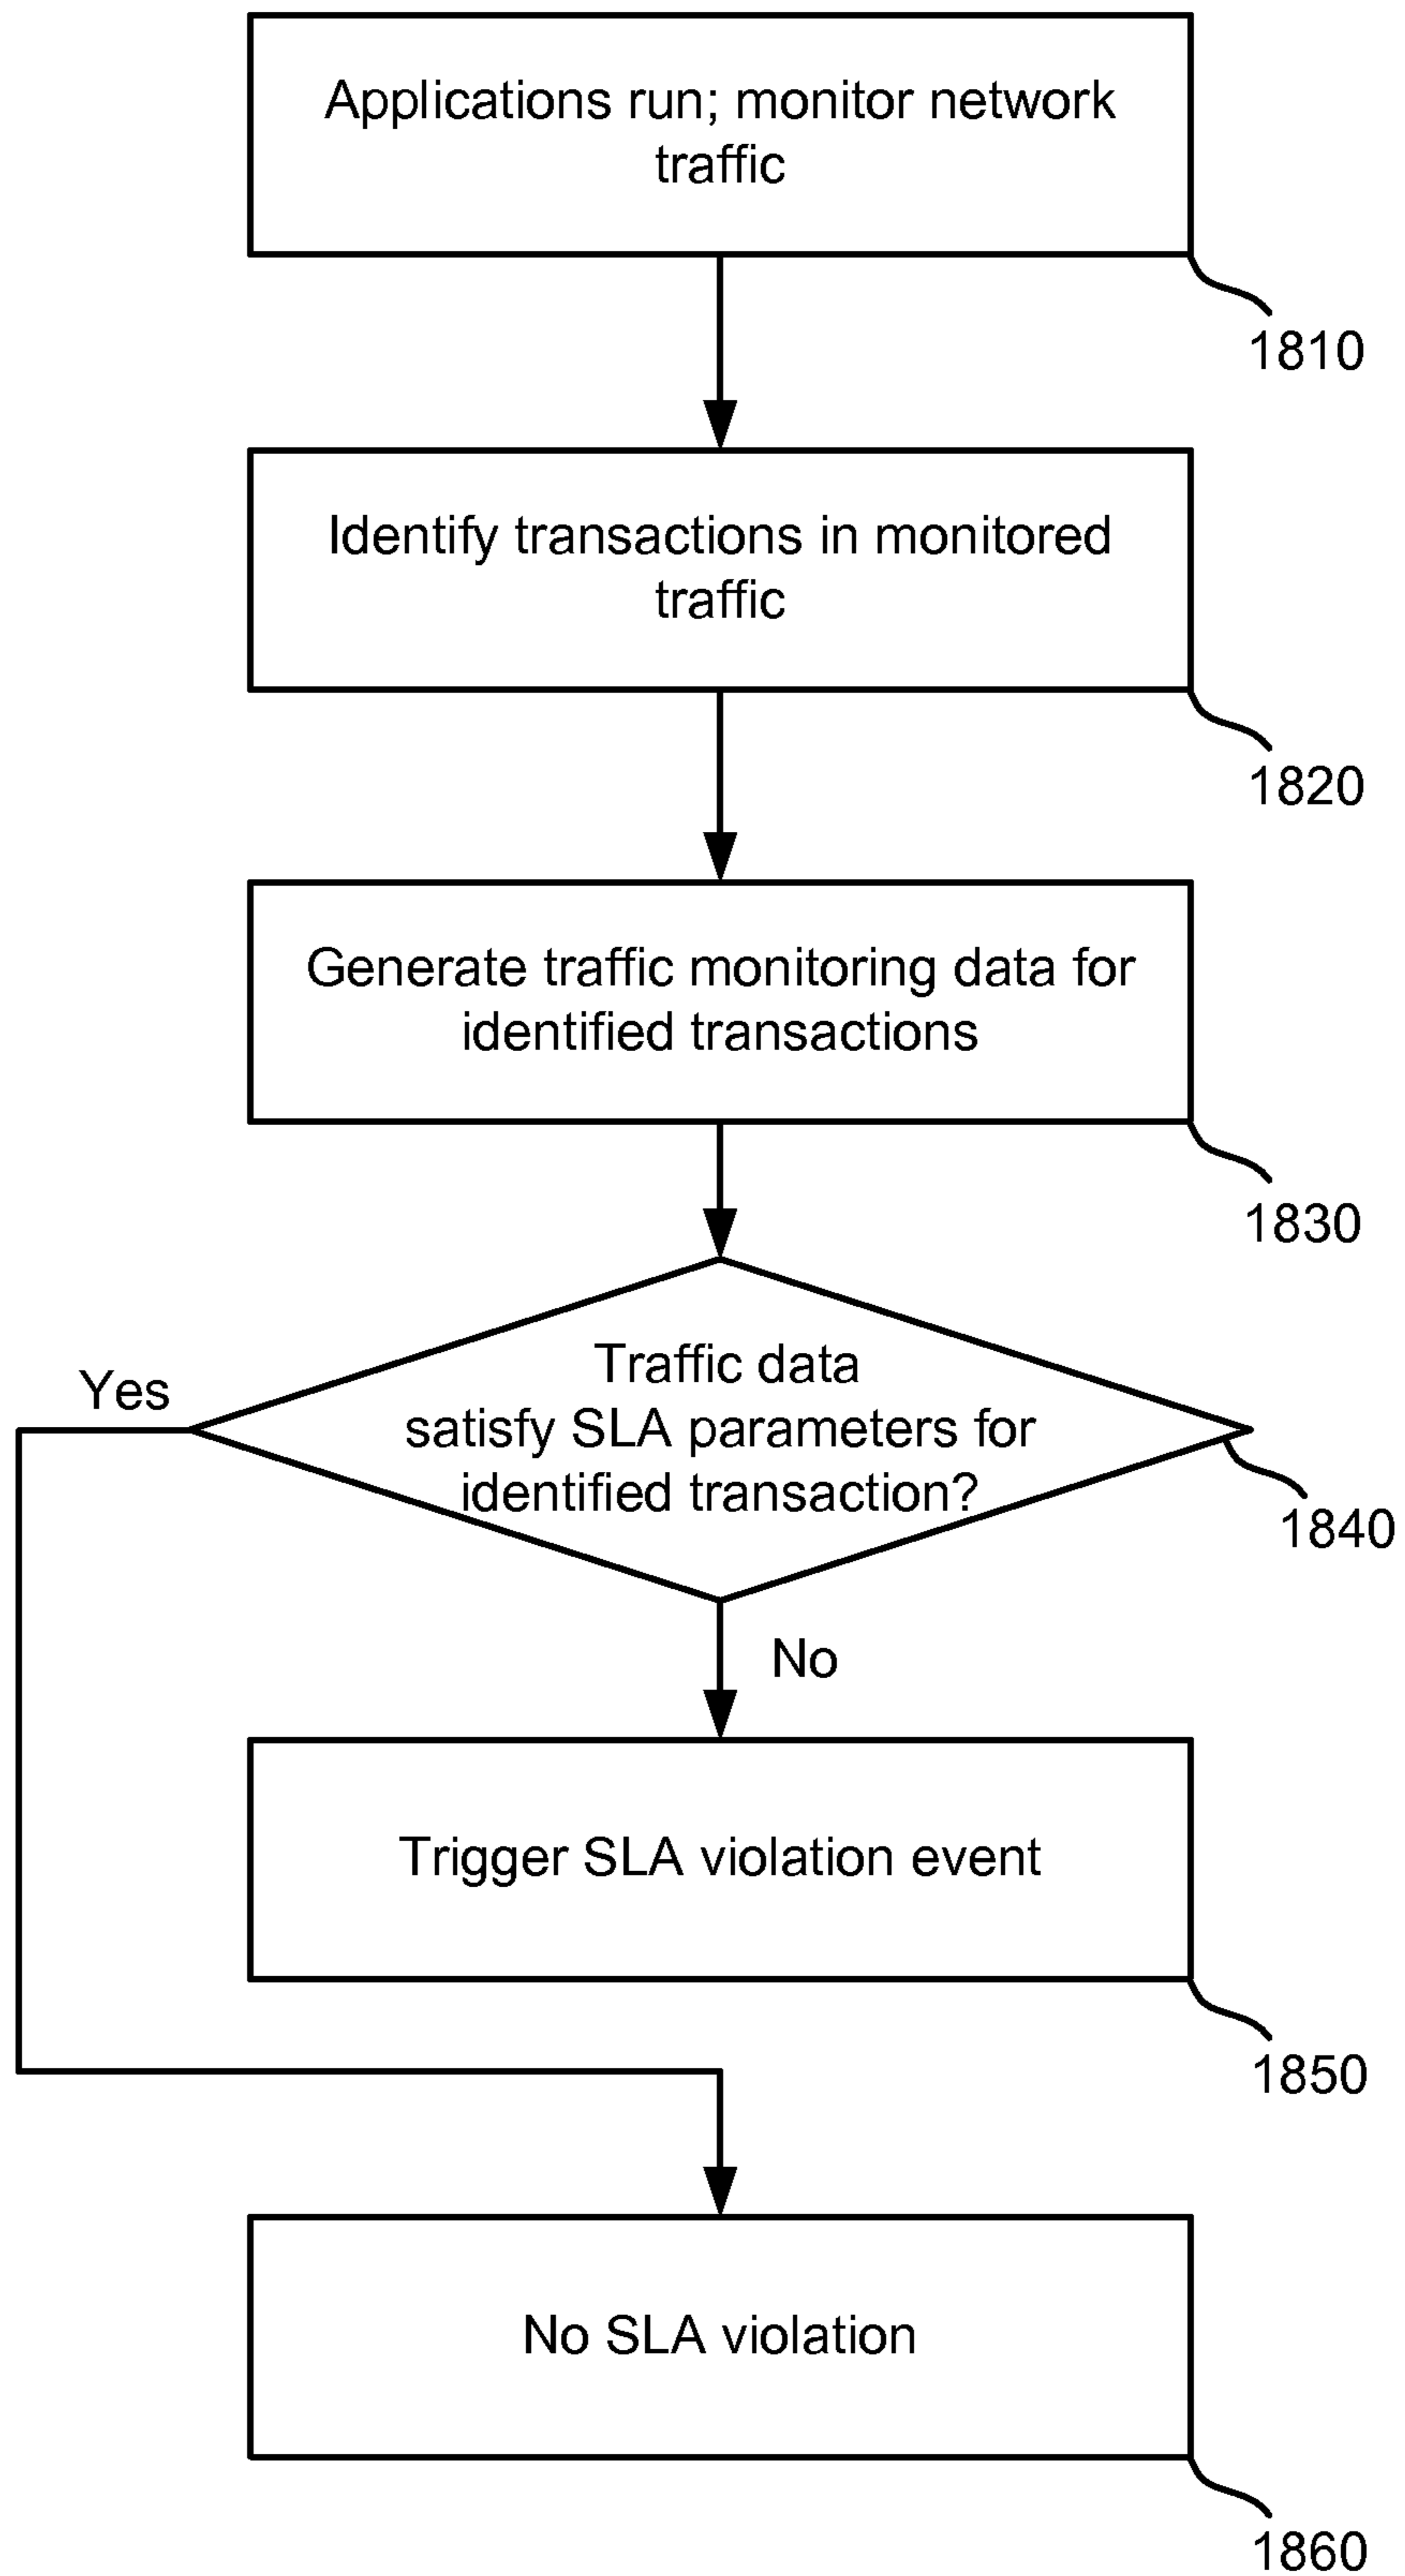 Applications run; monitor network
traffic
1810
Identify transactions in monitored
traffic
1820
Generate traffic monitoring data for
identified transactions
1830
Yes
Traffic data
satisfy SLA parameters for
identified transaction?
1840
No
Trigger SLA violation event
1850
No SLA violation
1860